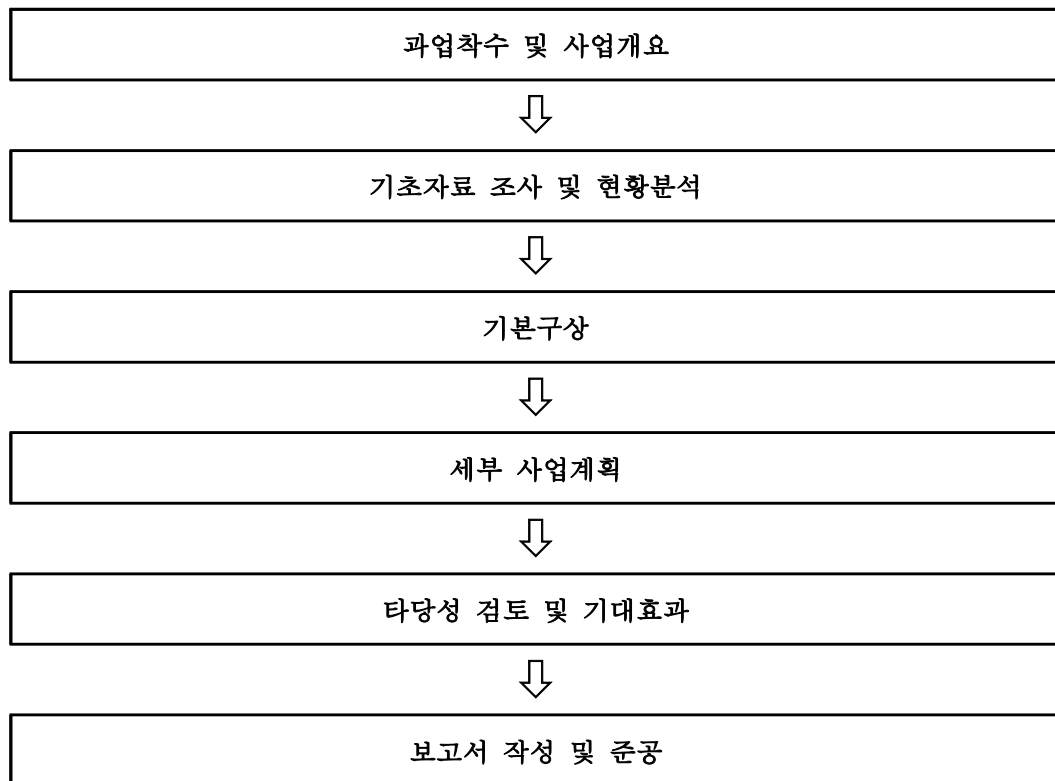 과업착수 및 사업개요
기초자료 조사 및 현황분석
기본구상
세부 사업계획
타당성 검토 및 기대효과
보고서 작성 및 준공